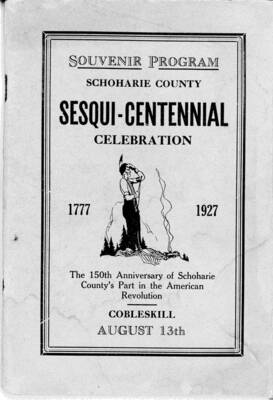 SOUVENIR PROGRAM
SCHOHARIE COUNTY
SESQUI-CENTENNIAL
CELEBRATION
1777 1927
The 150th Anniversary of Schoharie
County's Part in the American
Revolution
COBLESKILL
AUGUST 13th